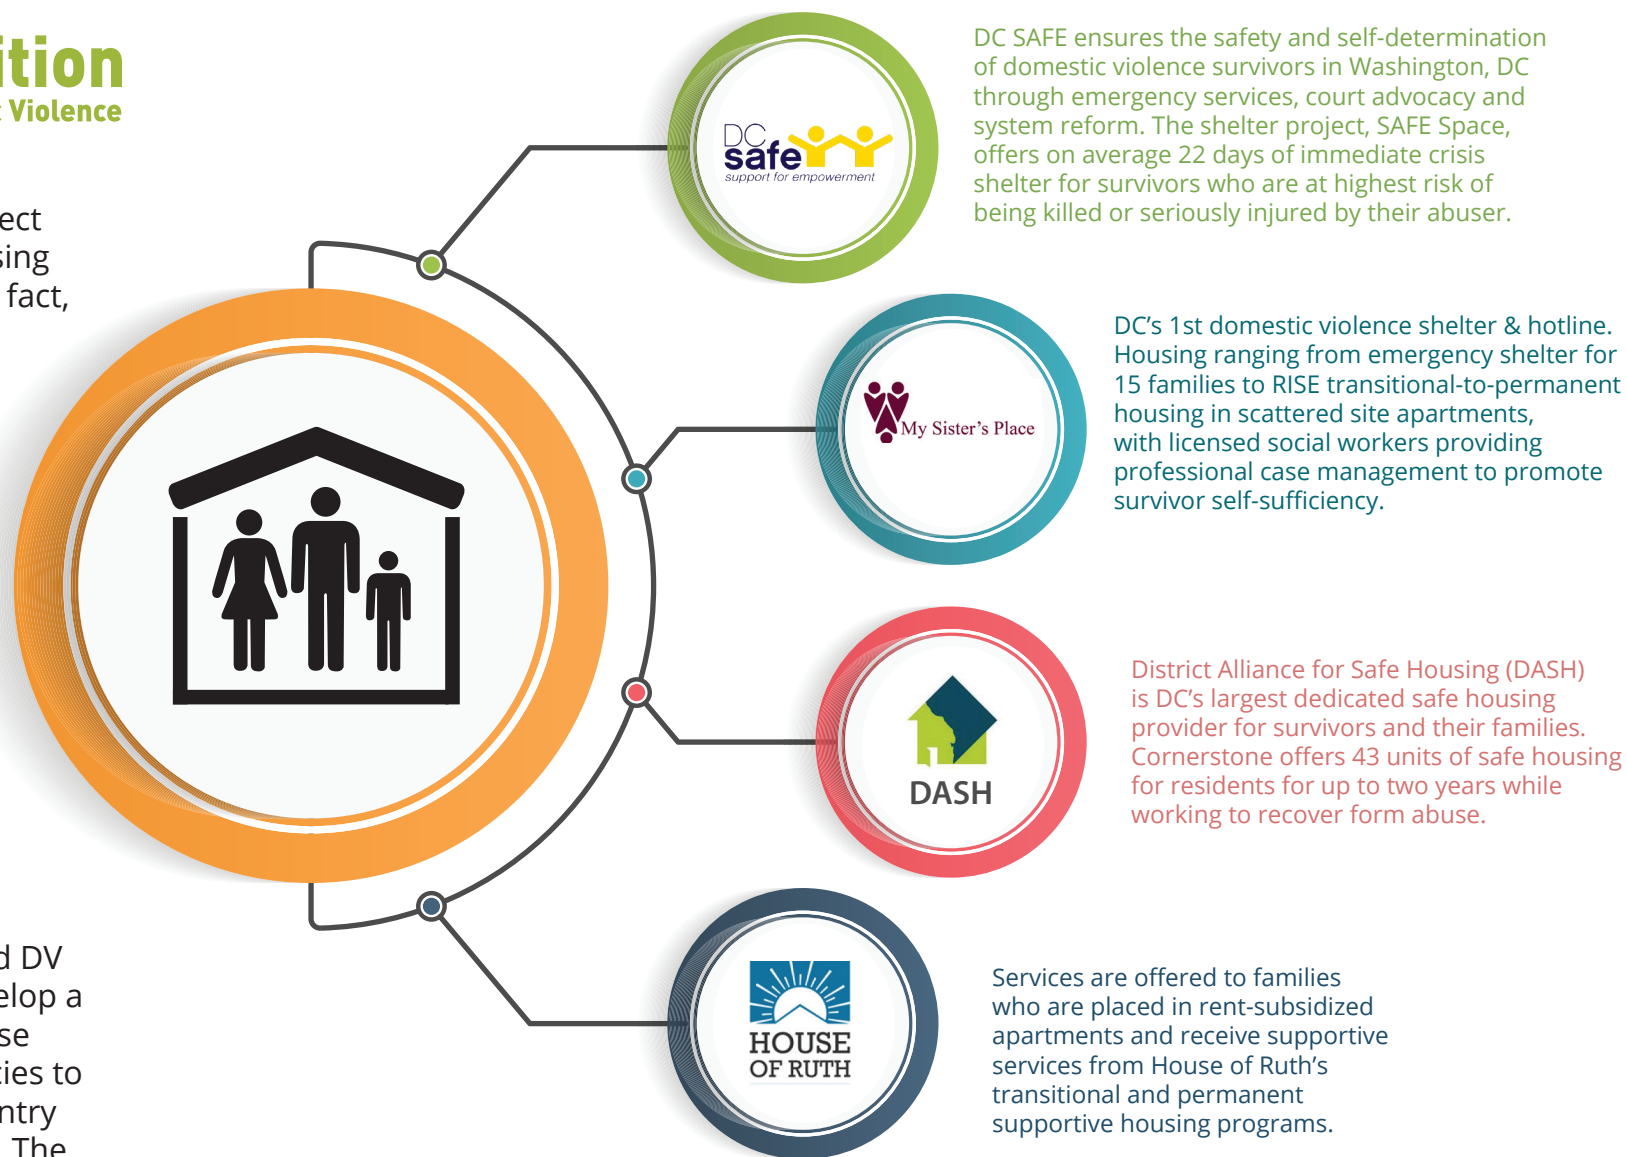 ition
Violence
ect
sing
fact,
d DV
elop a
se
cies to
ntry
The
DC
safe
support for empowerment
DC SAFE ensures the safety and self-determination
of domestic violence survivors in Washington, DC
through emergency services, court advocacy and
system reform. The shelter project, SAFE Space,
offers on average 22 days of immediate crisis
shelter for survivors who are at highest risk of
being killed or seriously injured by their abuser.
My Sister's Place
DC’s 1st domestic violence shelter & hotline.
Housing ranging from emergency shelter for
15 families to RISE transitional-to-permanent
housing in scattered site apartments,
with licensed social workers providing
professional case management to promote
survivor self-sufficiency.
DASH
District Alliance for Safe Housing (DASH)
is DC’s largest dedicated safe housing
provider for survivors and their families.
Cornerstone offers 43 units of safe housing
for residents for up to two years while
working to recover form abuse.
HOUSE
OF RUTH
Services are offered to families
who are placed in rent-subsidized
apartments and receive supportive
services from House of Ruth’s
transitional and permanent
supportive housing programs.